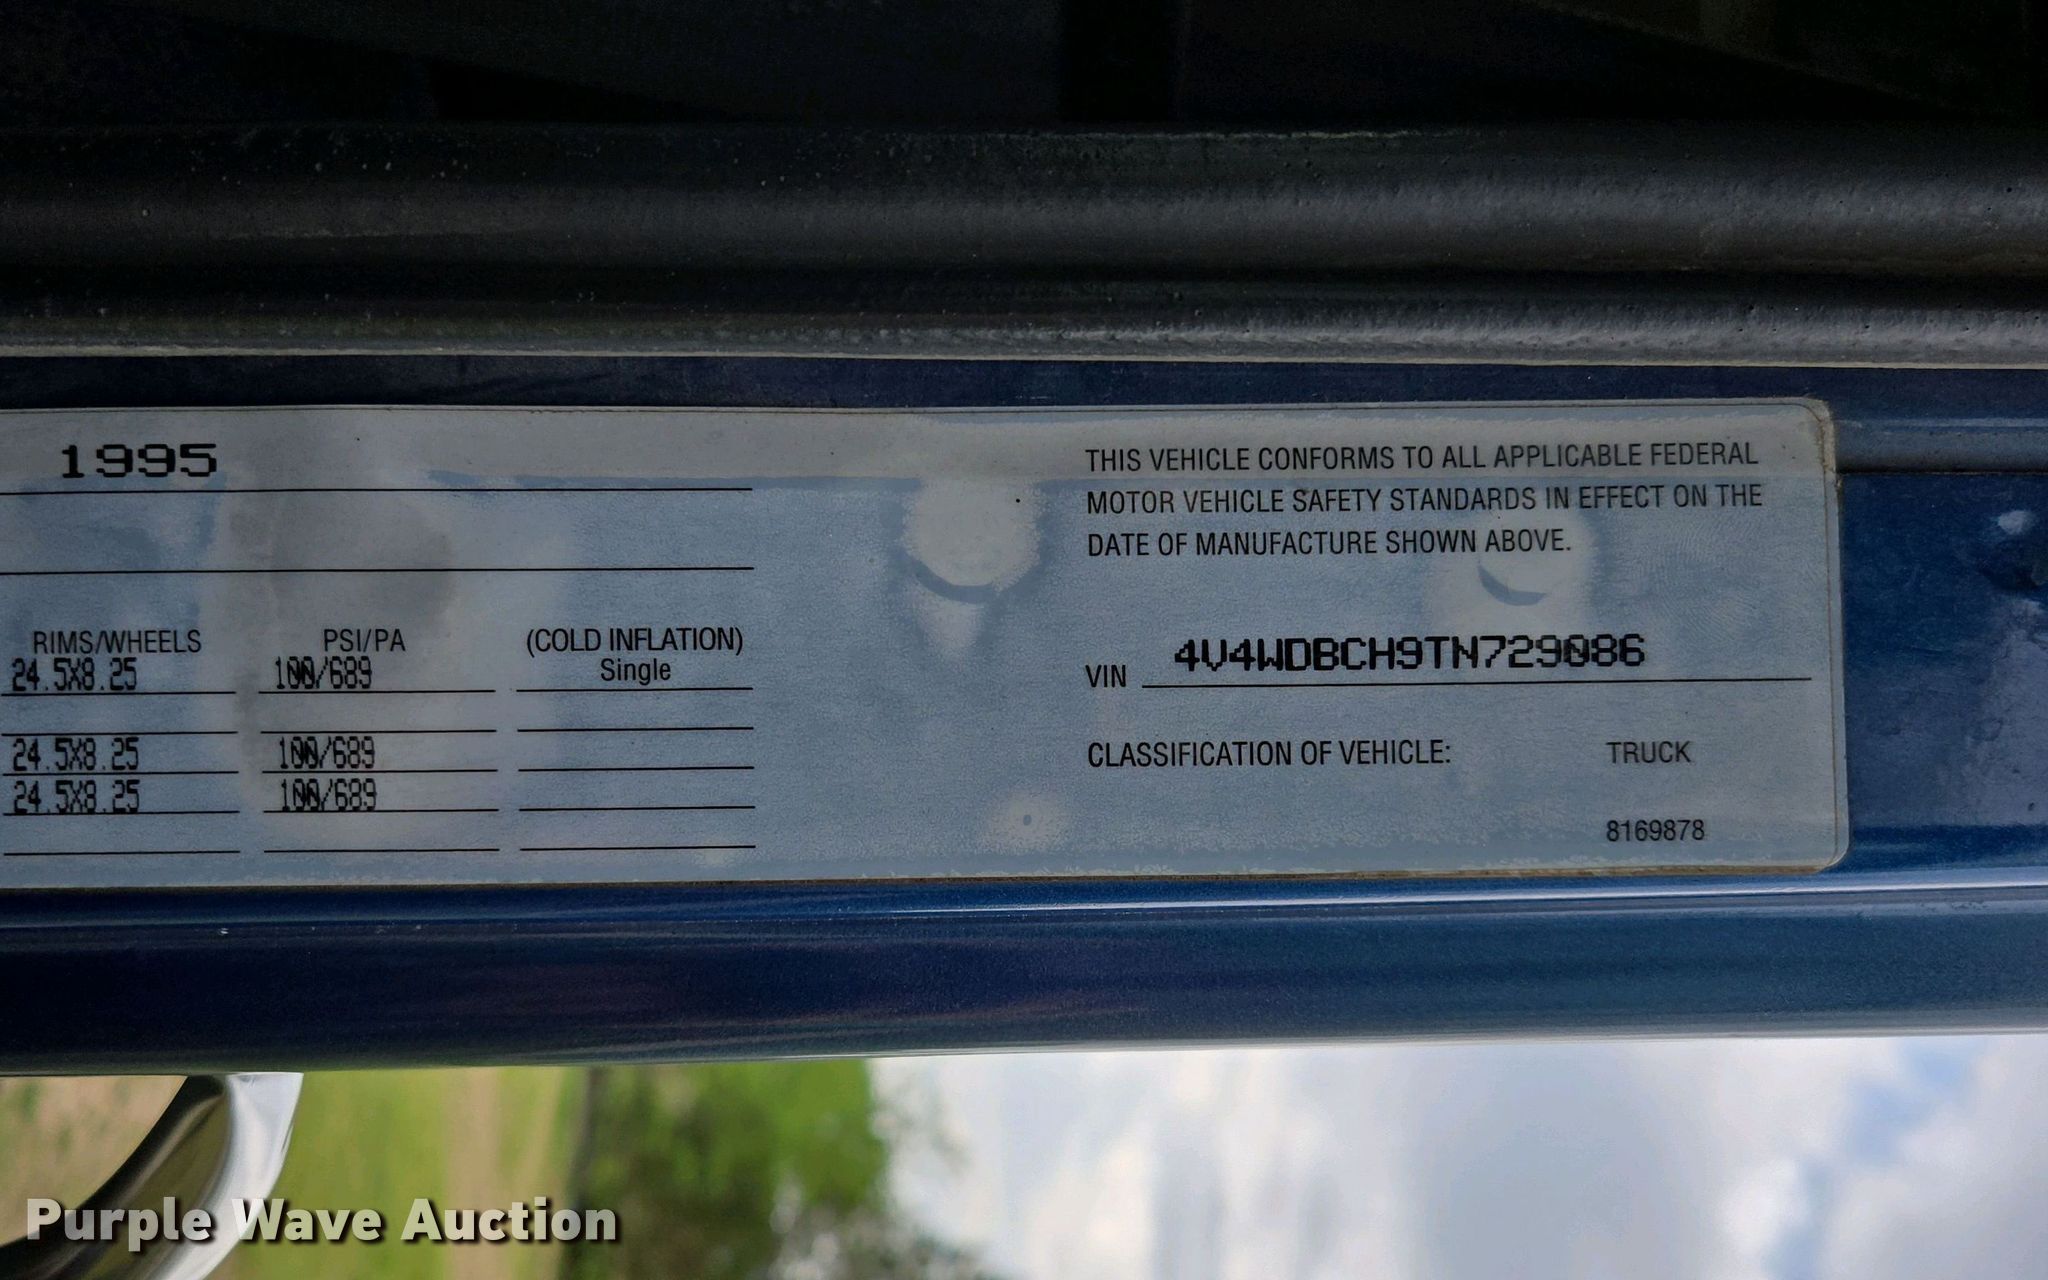 1995
THIS VEHICLE CONFORMS TO ALL APPLICABLE FEDERAL
MOTOR VEHICLE SAFETY STANDARDS IN EFFECT ON THE
DATE OF MANUFACTURE SHOWN ABOVE.
RIMS/WHEELS PSI/PA (COLD INFLATION)
24.5X8.25 100/689 Single
24.5X8.25 100/689
24.5X8.25 100/689
VIN 4V4WDBCH9TN729086
CLASSIFICATION OF VEHICLE: TRUCK
8169878
Purple Wave Auction